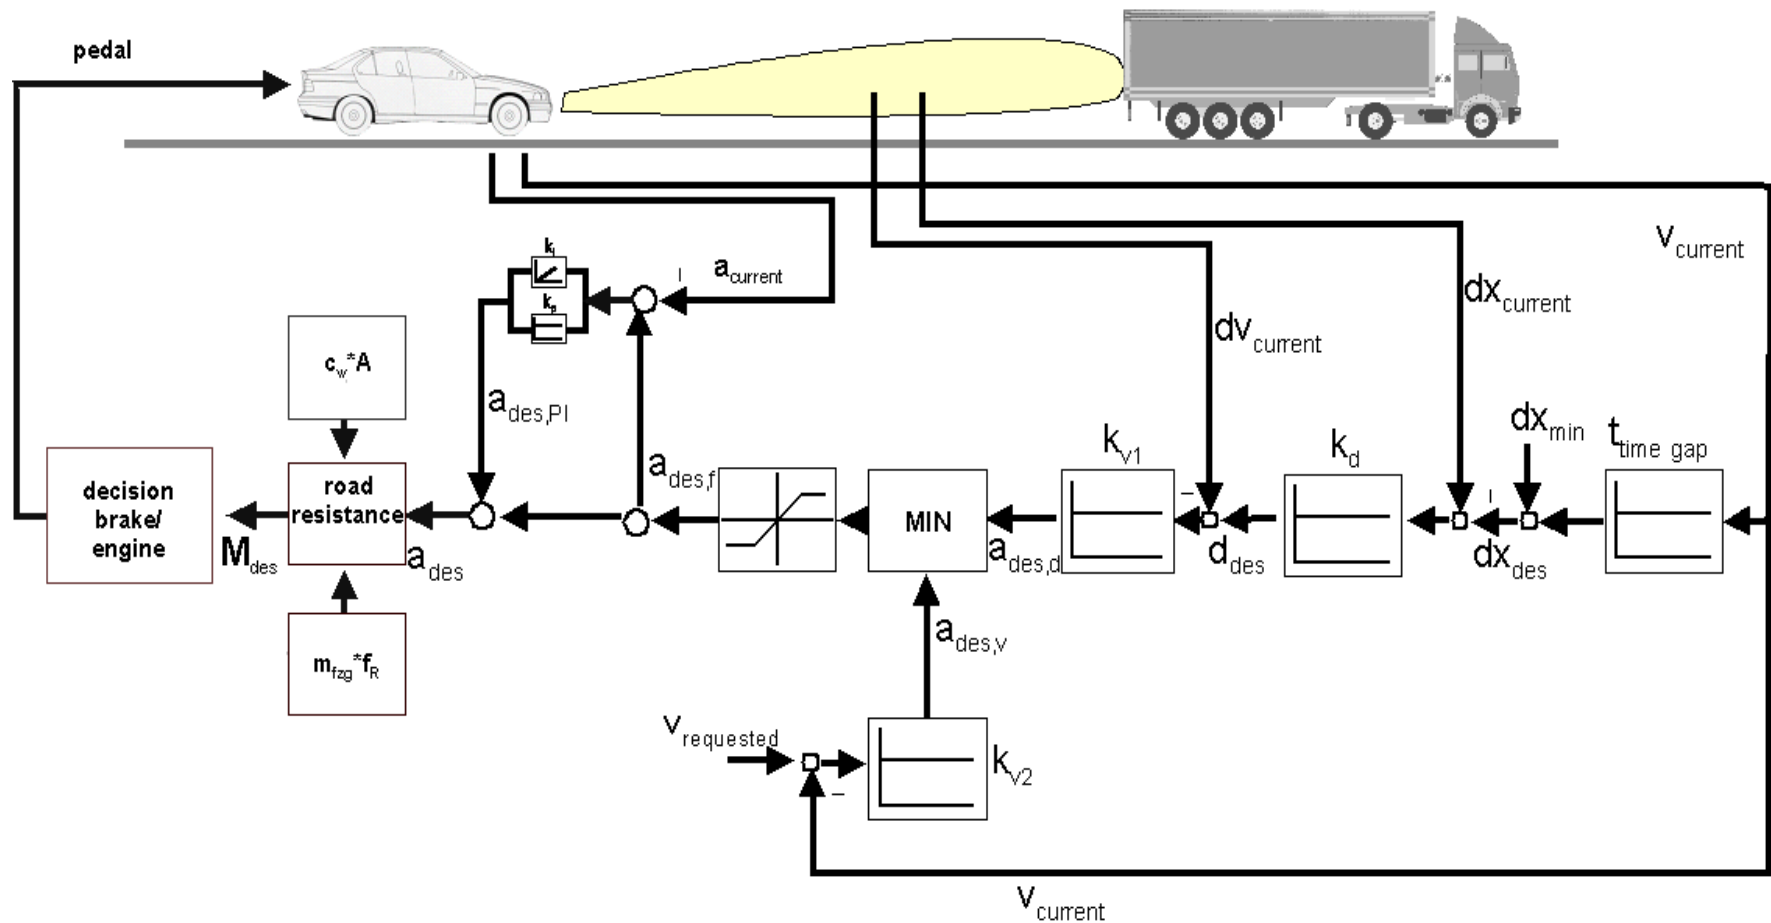 pedal
v_current
k_i
a_current
dx_current
k_p
dv_current
c_w*A
a_des,PI
dx_min
k_v1
t_time gap
k_d
a_des,f
decision
brake/
engine
road
resistance
MIN
M_des
a_des
a_des,d
d_des
dx_des
a_des,v
m_fzg*f_R
v_requested
k_v2
v_current